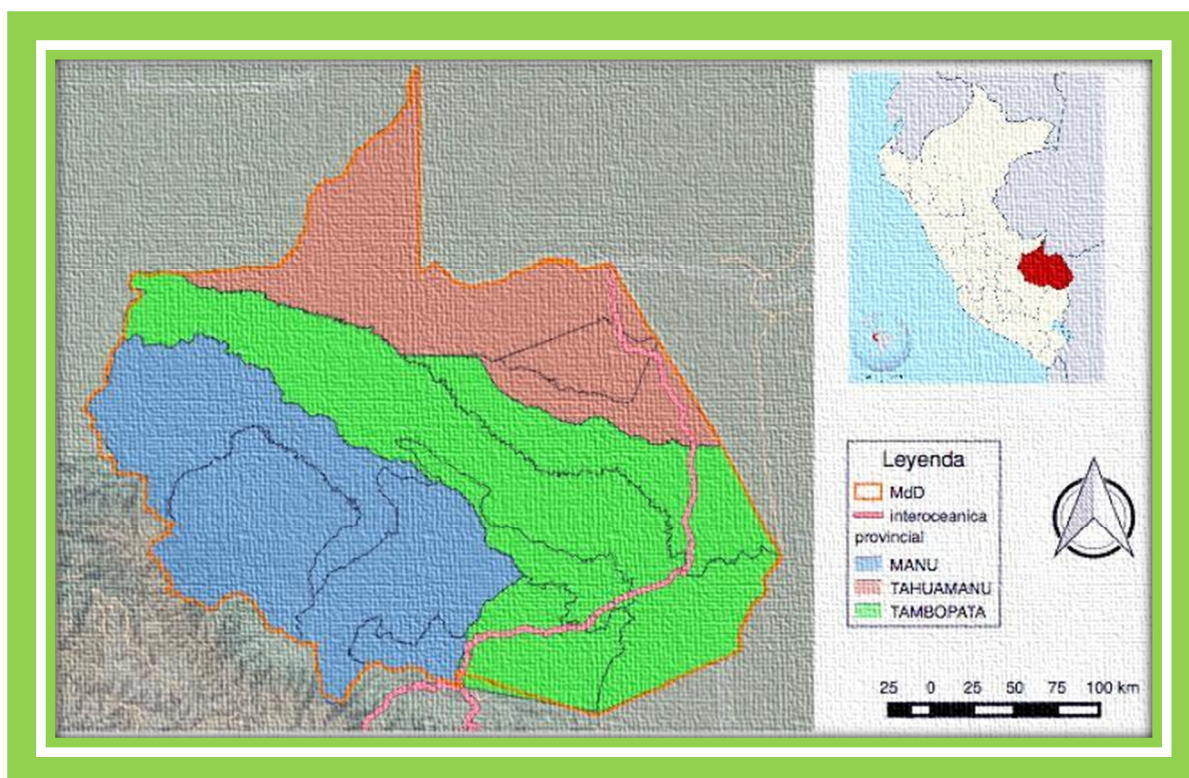 Leyenda
MdD
interoceanica
provincial
MANU
TAHUAMANU
TAMBOPATA
25 0 25 50 75 100 km